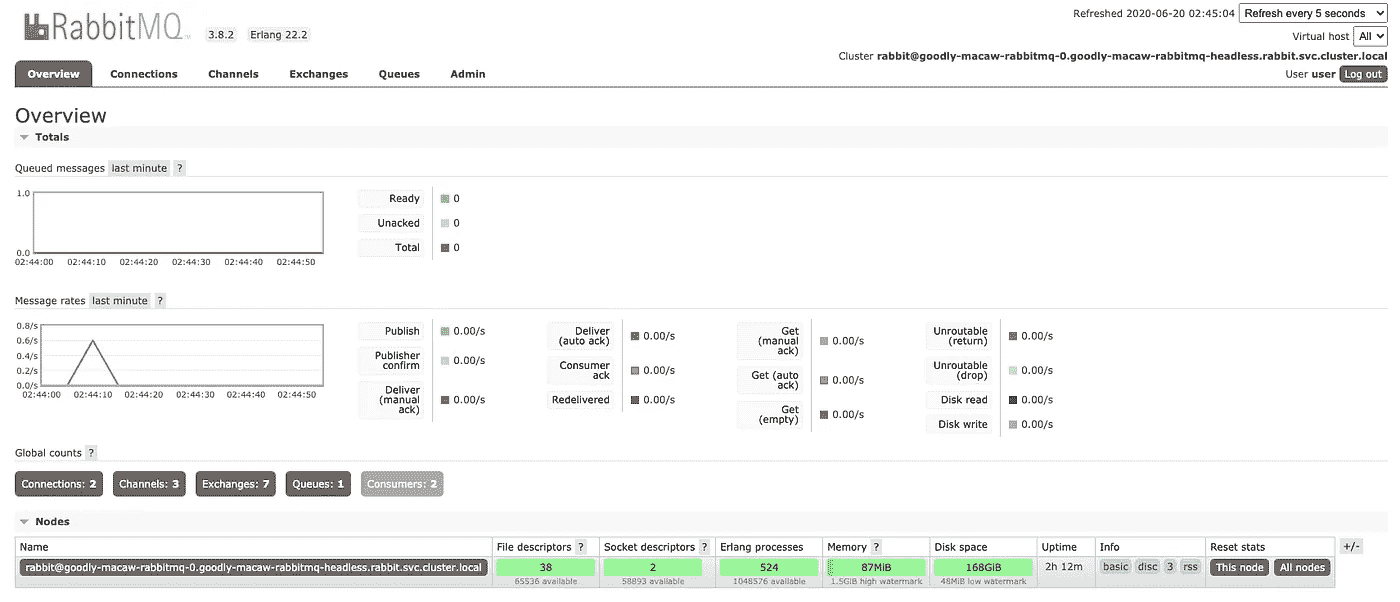 RabbitMQ TM 3.8.2 Erlang 22.2
Refreshed 2020-06-20 02:45:04 Refresh every 5 seconds
Virtual host All
Cluster rabbit@goodly-macaw-rabbitmq-0.goodly-macaw-rabbitmq-headless.rabbit.svc.cluster.local
User user Log out
Overview Connections Channels Exchanges Queues Admin
Overview
Totals
Queued messages last minute ?
1.0
0.0
02:44:00 02:44:10 02:44:20 02:44:30 02:44:40 02:44:50
Ready 0
Unacked 0
Total 0
Message rates last minute ?
0.8/s
0.6/s
0.4/s
0.2/s
0.0/s
02:44:00 02:44:10 02:44:20 02:44:30 02:44:40 02:44:50
Publish 0.00/s
Publisher
confirm 0.00/s
Deliver
(manual
ack) 0.00/s
Deliver
(auto ack) 0.00/s
Consumer
ack 0.00/s
Redelivered 0.00/s
Get
(manual
ack) 0.00/s
Get (auto
ack) 0.00/s
Get
(empty) 0.00/s
Unroutable
(return) 0.00/s
Unroutable
(drop) 0.00/s
Disk read 0.00/s
Disk write 0.00/s
Global counts ?
Connections: 2 Channels: 3 Exchanges: 7 Queues: 1 Consumers: 2
Nodes
Name File descriptors ? Socket descriptors ? Erlang processes Memory ? Disk space Uptime Info Reset stats +/-
rabbit@goodly-macaw-rabbitmq-0.goodly-macaw-rabbitmq-headless.rabbit.svc.cluster.local 38 2 524 87MiB 168GiB 2h 12m basic disc 3 rss This node All nodes
65536 available 58893 available 1048576 available 1.5GiB high watermark 48MiB low watermark